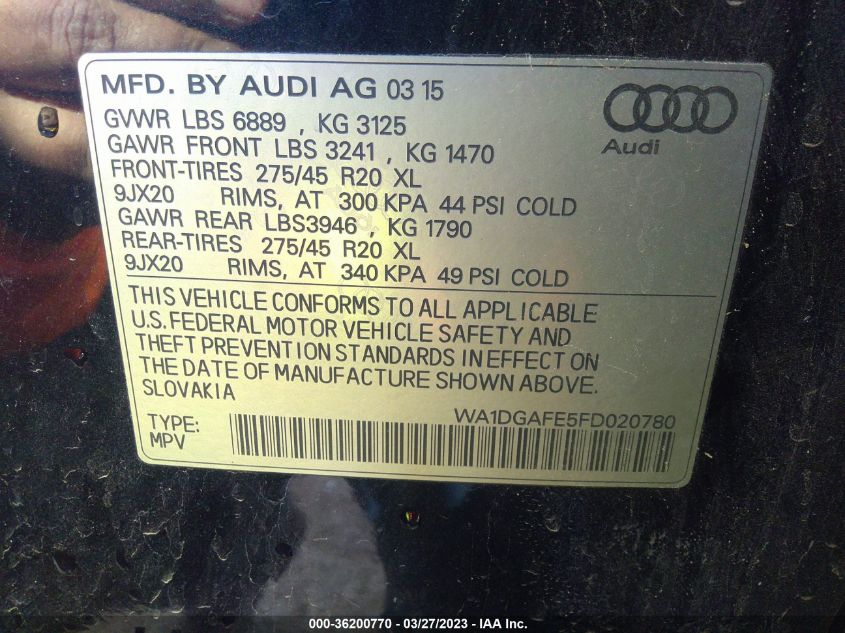 MFD. BY AUDI AG 03 15
GVWR LBS 6889 , KG 3125
GAWR FRONT LBS 3241 , KG 1470
FRONT-TIRES 275/45 R20 XL
9JX20 RIMS, AT 300 KPA 44 PSI COLD
GAWR REAR LBS3946 , KG 1790
REAR-TIRES 275/45 R20 XL
9JX20 RIMS, AT 340 KPA 49 PSI COLD
Audi
THIS VEHICLE CONFORMS TO ALL APPLICABLE
U.S. FEDERAL MOTOR VEHICLE SAFETY AND
THEFT PREVENTION STANDARDS IN EFFECT ON
THE DATE OF MANUFACTURE SHOWN ABOVE.
SLOVAKIA
WA1DGAFE5FD020780
TYPE:
MPV
000-36200770 - 03/27/2023 - WA1, Inc.